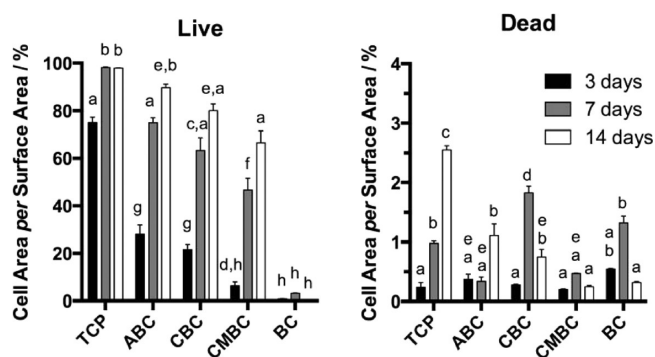 Live
Cell Area per Surface Area / %
100
80
60
40
20
0
a
b
b
g
a
e,b
g
c,a
e,a
d,h
f
a
h
h
h
TCP
ABC
CBC
CMBC
BC
Dead
Cell Area per Surface Area / %
4
3
2
1
0
3 days
7 days
14 days
a
b
c
e
a
e
a
b
a
d
e
b
a
e
a
a
a
b
b
a
TCP
ABC
CBC
CMBC
BC